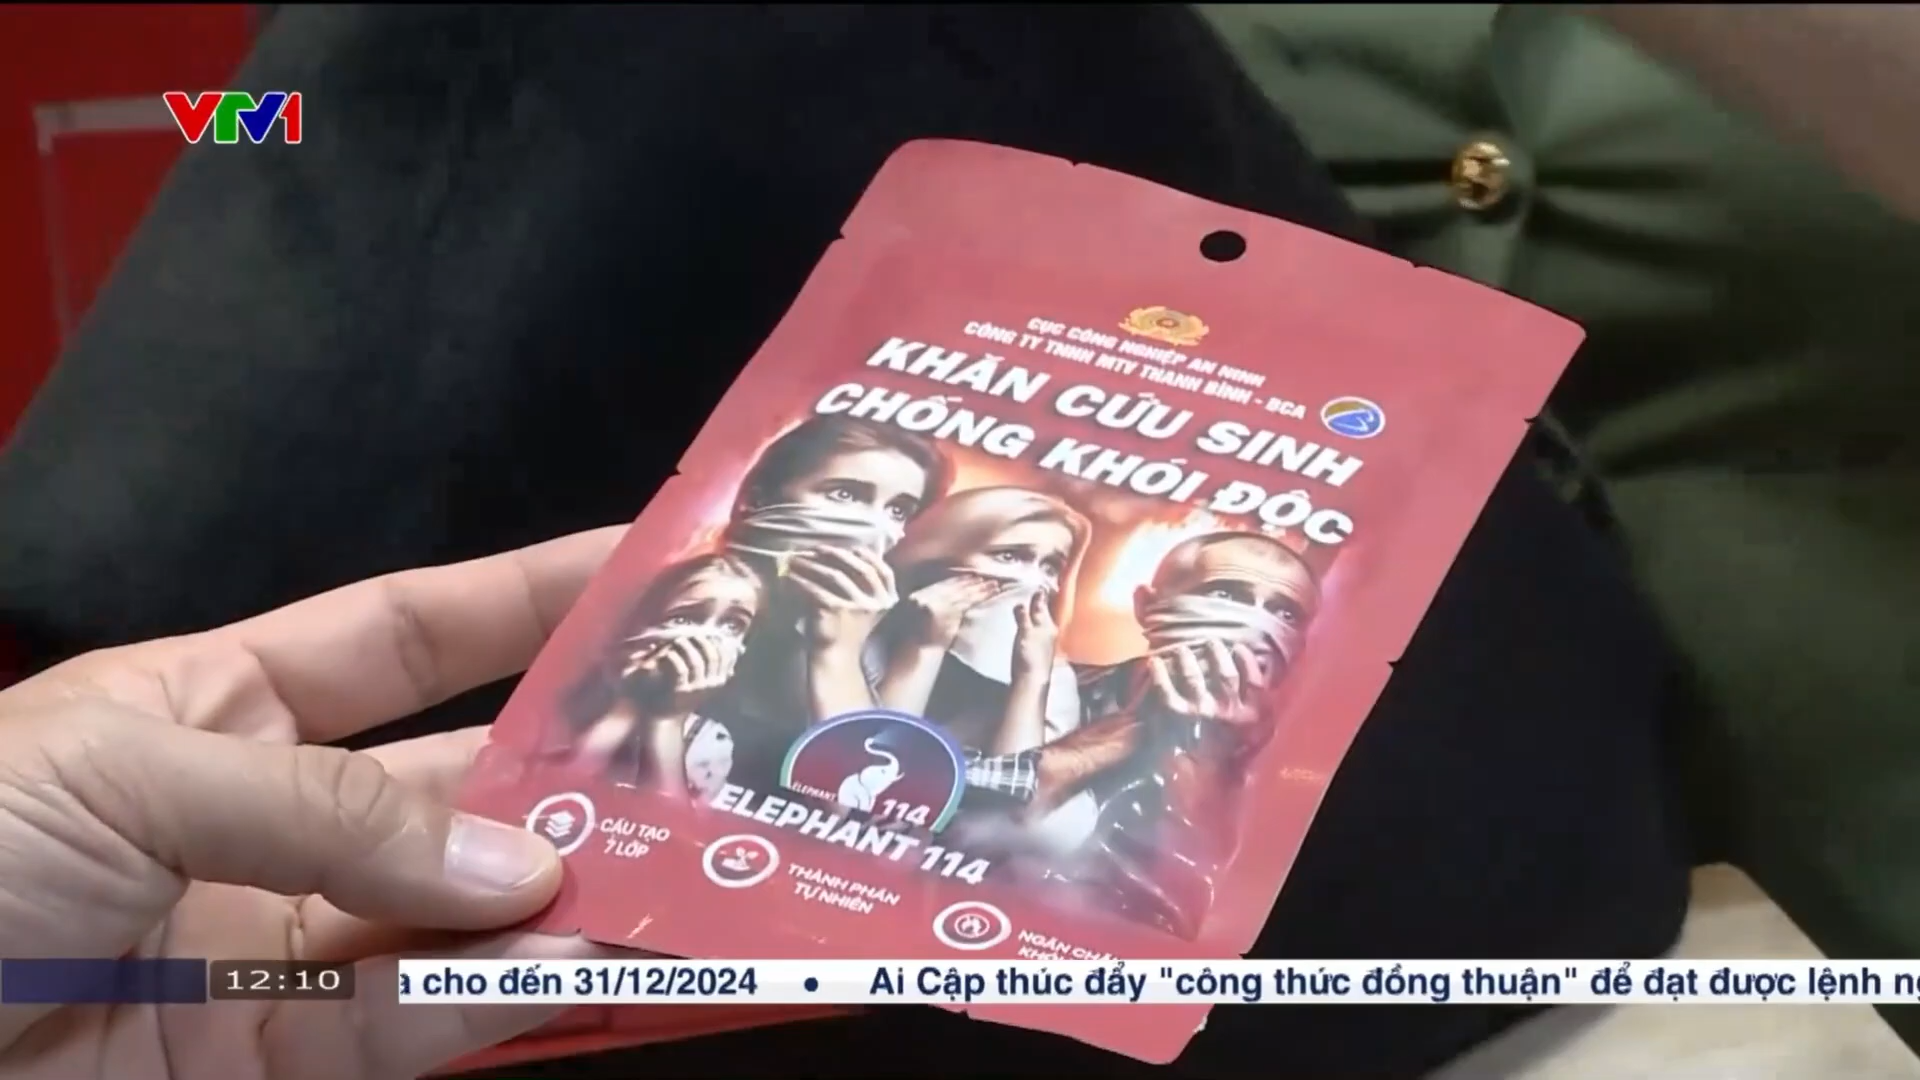 VTV1
CỤC CÔNG NGHIỆP AN NINH
CÔNG TY TNHH MTV THANH BÌNH - BCA
KHĂN CỨU SINH
CHỐNG KHÓI ĐỘC
ELEPHANT 114
ELEPHANT 114
CẤU TẠO
7 LỚP
THÀNH PHẦN
TỰ NHIÊN
NGĂN CHẶN
12:10
cho đến 31/12/2024 • Ai Cập thúc đẩy "công thức đồng thuận" để đạt được lệnh